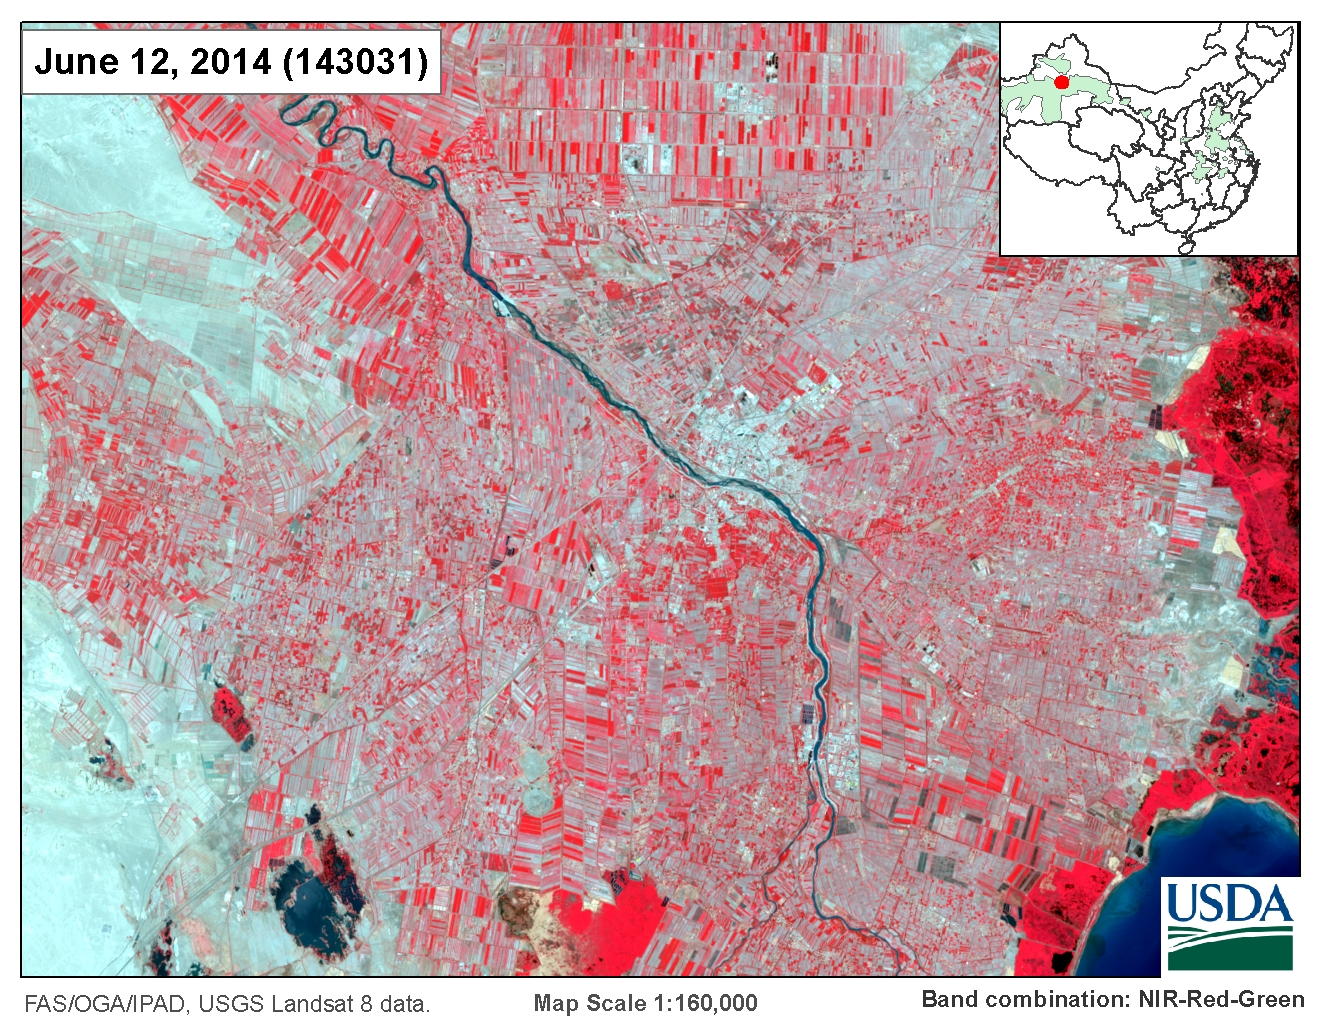 June 12, 2014 (143031)
USDA
FAS/OGA/IPAD, USGS Landsat 8 data.
Map Scale 1:160,000
Band combination: NIR-Red-Green